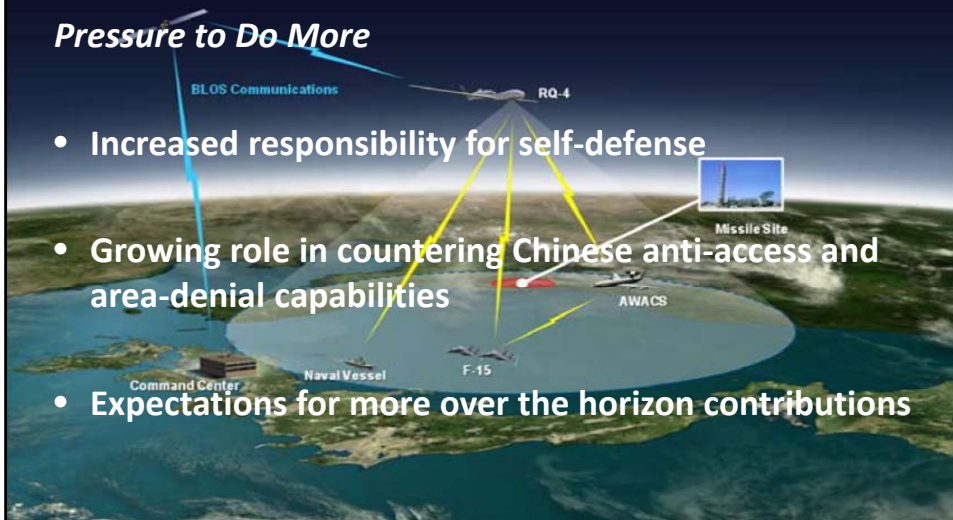 Pressure to Do More
BLOS Communications
RQ-4
• Increased responsibility for self-defense
Missile Site
• Growing role in countering Chinese anti-access and
area-denial capabilities
AWACS
Naval Vessel
F-15
Command Center
• Expectations for more over the horizon contributions